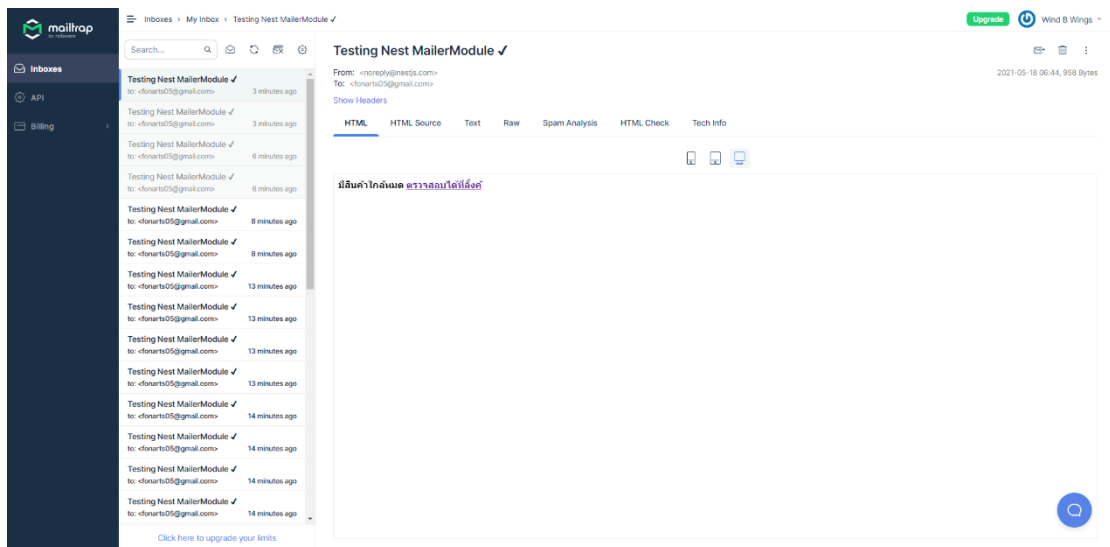 mailtrap
by railsware
Inboxes
API
Billing
Inboxes › My Inbox › Testing Nest MailerModule ✓
Upgrade
Wind B Wings
Search...
Testing Nest MailerModule ✓
to: <fonarts05@gmail.com> 3 minutes ago
Testing Nest MailerModule ✓
to: <fonarts05@gmail.com> 3 minutes ago
Testing Nest MailerModule ✓
to: <fonarts05@gmail.com> 6 minutes ago
Testing Nest MailerModule ✓
to: <fonarts05@gmail.com> 6 minutes ago
Testing Nest MailerModule ✓
to: <fonarts05@gmail.com> 8 minutes ago
Testing Nest MailerModule ✓
to: <fonarts05@gmail.com> 8 minutes ago
Testing Nest MailerModule ✓
to: <fonarts05@gmail.com> 13 minutes ago
Testing Nest MailerModule ✓
to: <fonarts05@gmail.com> 13 minutes ago
Testing Nest MailerModule ✓
to: <fonarts05@gmail.com> 13 minutes ago
Testing Nest MailerModule ✓
to: <fonarts05@gmail.com> 13 minutes ago
Testing Nest MailerModule ✓
to: <fonarts05@gmail.com> 14 minutes ago
Testing Nest MailerModule ✓
to: <fonarts05@gmail.com> 14 minutes ago
Testing Nest MailerModule ✓
to: <fonarts05@gmail.com> 14 minutes ago
Testing Nest MailerModule ✓
to: <fonarts05@gmail.com> 14 minutes ago
Click here to upgrade your limits
Testing Nest MailerModule ✓
From: <noreply@nestjs.com> 2021-05-18 06:44, 958 Bytes
To: <fonarts05@gmail.com>
Show Headers
HTML HTML Source Text Raw Spam Analysis HTML Check Tech Info
มีสินค้าใกล้หมด ตรวจสอบได้ที่ลิ้งค์